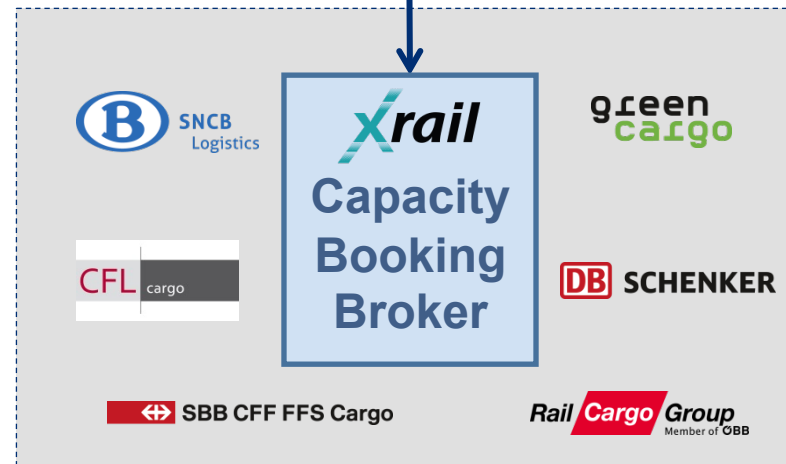 B SNCB
Logistics
xrail
Capacity
Booking
Broker
green
cargo
CFL cargo
DB SCHENKER
SBB CFF FFS Cargo
Rail Cargo Group
Member of ÖBB